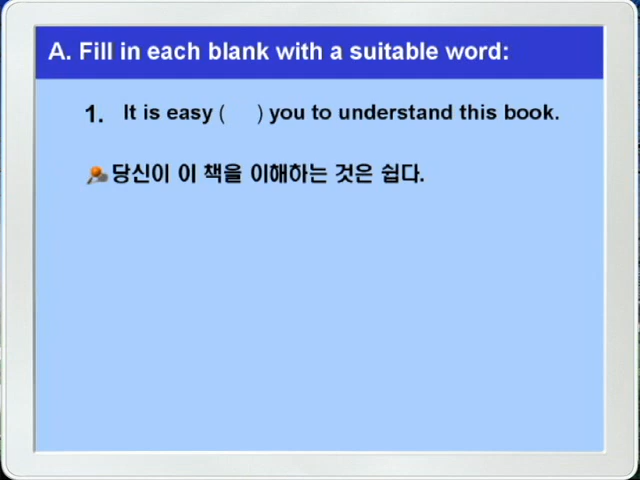 A. Fill in each blank with a suitable word:
1. It is easy (    ) you to understand this book.
당신이 이 책을 이해하는 것은 쉽다.